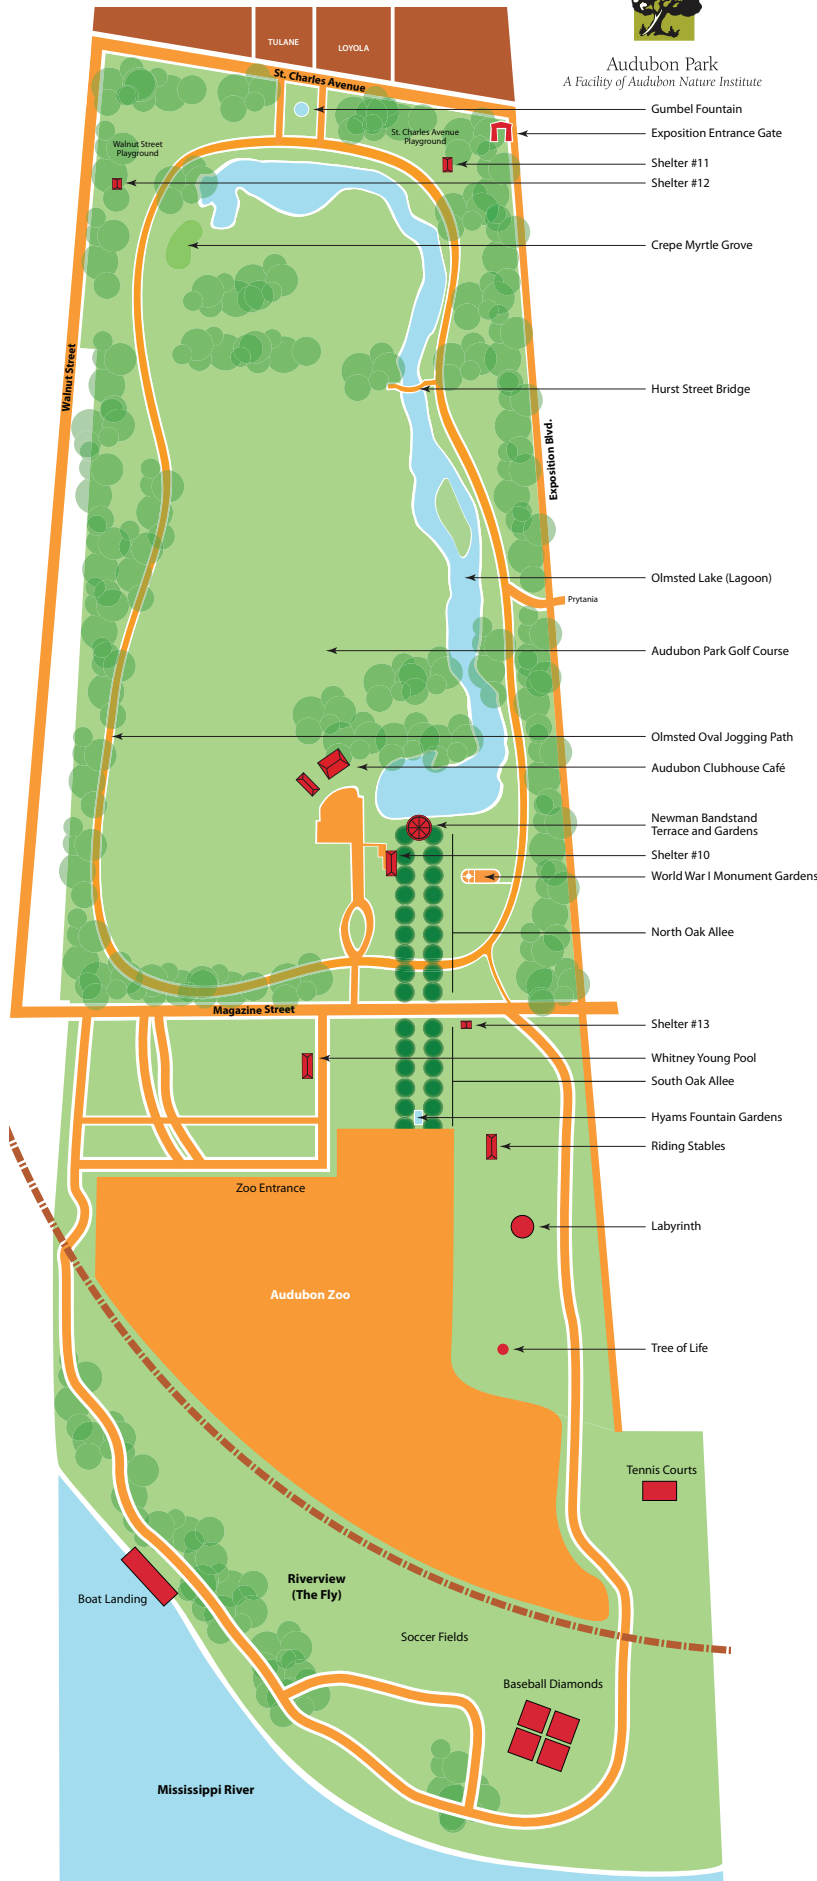 TULANE
LOYOLA
Audubon Park
A Facility of Audubon Nature Institute
St. Charles Avenue
Gumbel Fountain
St. Charles Avenue
Playground
Exposition Entrance Gate
Walnut Street
Playground
Shelter #11
Shelter #12
Crepe Myrtle Grove
Walnut Street
Hurst Street Bridge
Exposition Blvd.
Olmsted Lake (Lagoon)
Prytania
Audubon Park Golf Course
Olmsted Oval Jogging Path
Audubon Clubhouse Café
Newman Bandstand
Terrace and Gardens
Shelter #10
World War I Monument Gardens
North Oak Allee
Magazine Street
Shelter #13
Whitney Young Pool
South Oak Allee
Hyams Fountain Gardens
Riding Stables
Zoo Entrance
Labyrinth
Audubon Zoo
Tree of Life
Tennis Courts
Riverview
(The Fly)
Boat Landing
Soccer Fields
Baseball Diamonds
Mississippi River